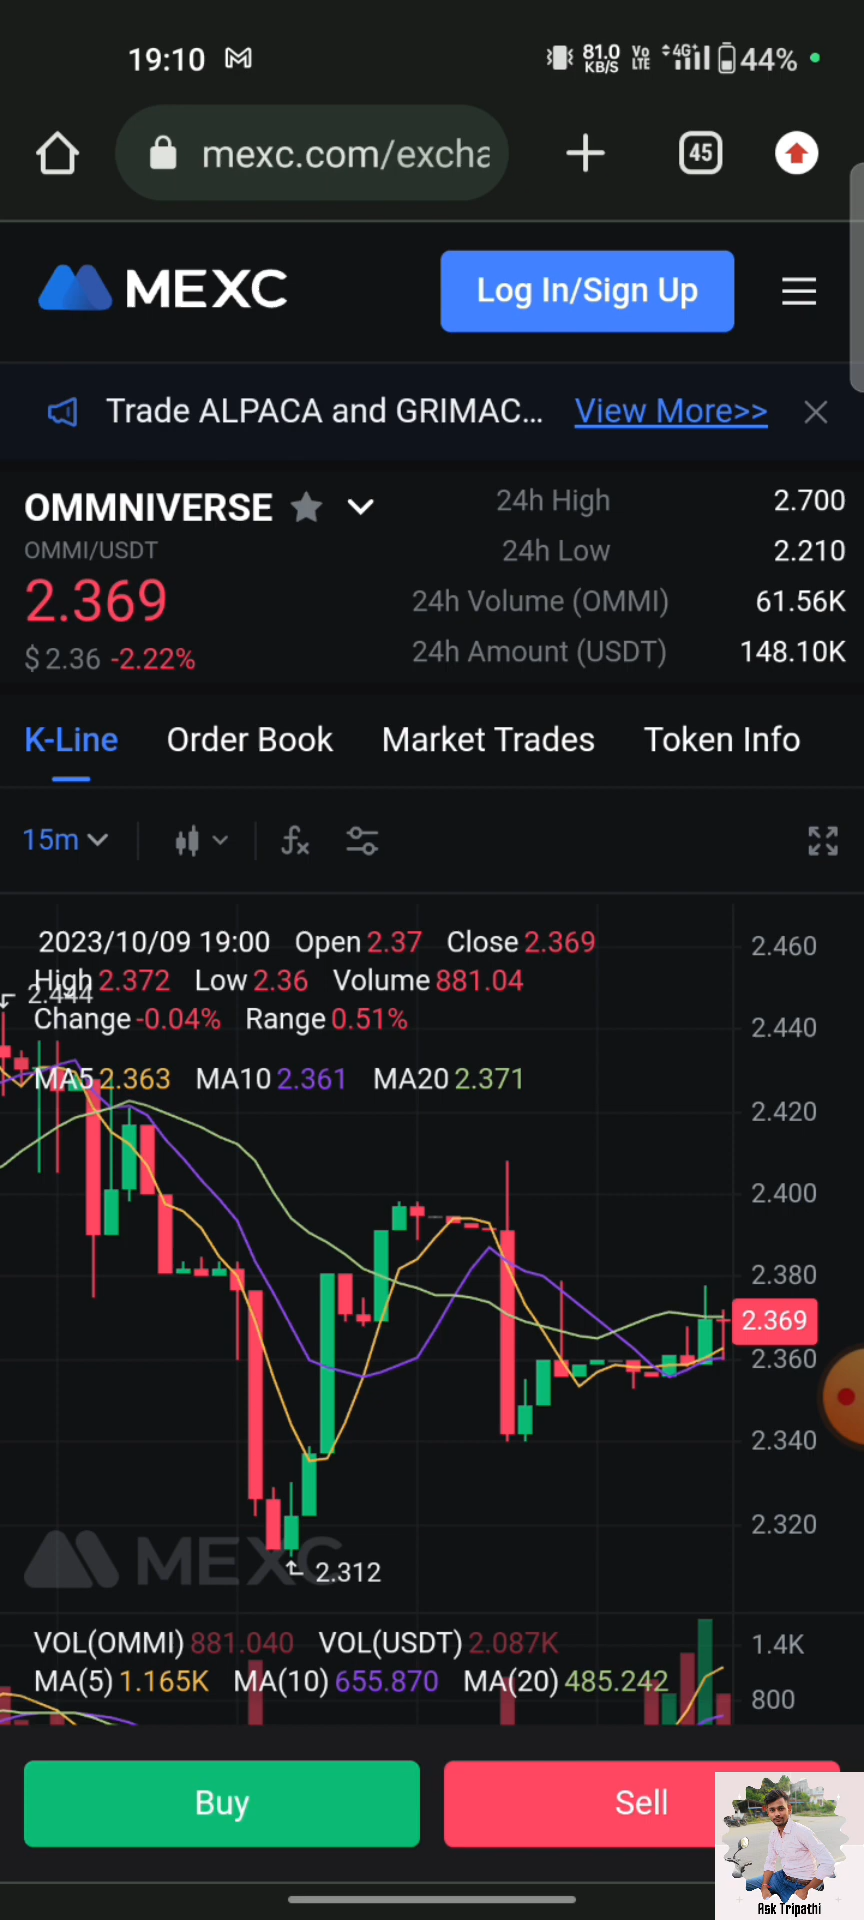 19:10 81.0 KB/S Vo LTE 4G+ 44%
mexc.com/excha 45
MEXC Log In/Sign Up
Trade ALPACA and GRIMAC... View More>>
OMMNIVERSE 24h High 2.700
OMMI/USDT 24h Low 2.210
2.369 24h Volume (OMMI) 61.56K
$ 2.36 -2.22% 24h Amount (USDT) 148.10K
K-Line Order Book Market Trades Token Info
15m fx
2023/10/09 19:00 Open 2.37 Close 2.369 2.460
High 2.372 Low 2.36 Volume 881.04
2.444
Change -0.04% Range 0.51% 2.440
MA5 2.363 MA10 2.361 MA20 2.371
2.420
2.400
2.380
2.369
2.360
2.340
2.320
MEXC
2.312
VOL(OMMI) 881.040 VOL(USDT) 2.087K 1.4K
MA(5) 1.165K MA(10) 655.870 MA(20) 485.242 800
Buy Sell
Ask Tripathi